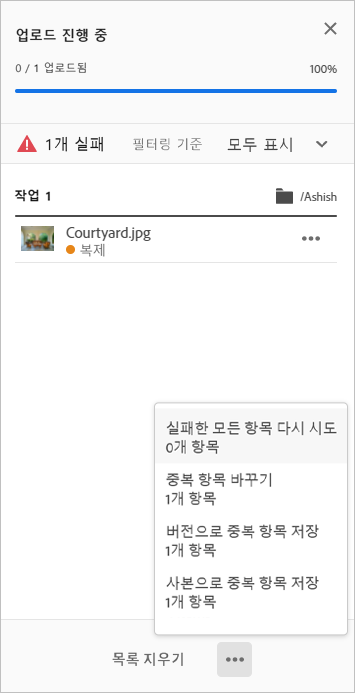 업로드 진행 중
0 / 1 업로드됨 100%
1개 실패 필터링 기준 모두 표시
작업 1 /Ashish
Courtyard.jpg
복제
실패한 모든 항목 다시 시도
0개 항목
중복 항목 바꾸기
1개 항목
버전으로 중복 항목 저장
1개 항목
사본으로 중복 항목 저장
1개 항목
목록 지우기